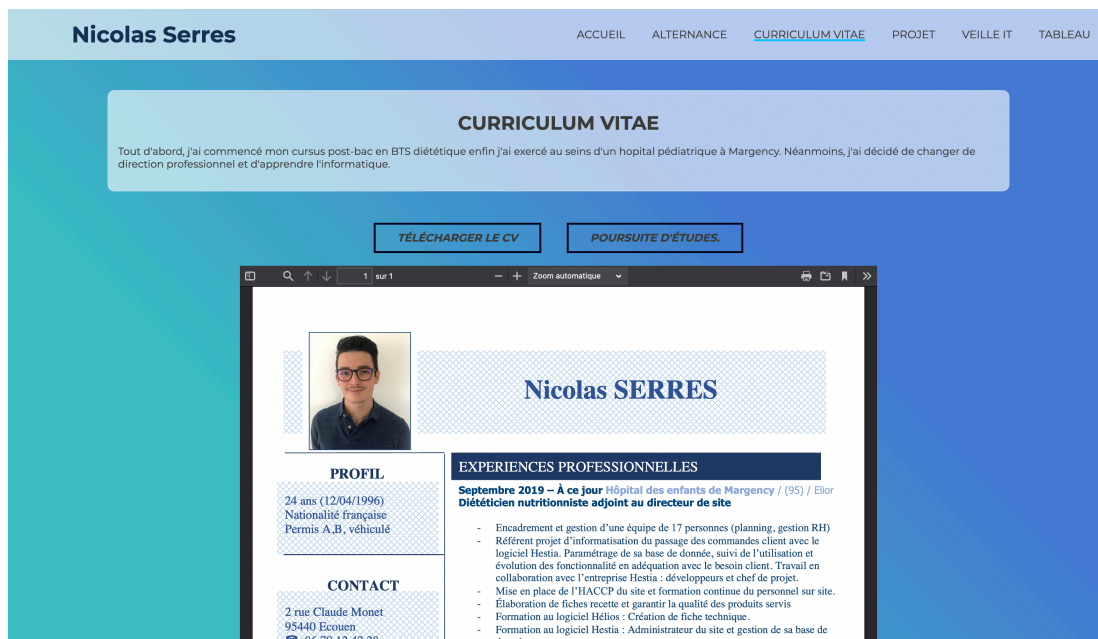 Nicolas Serres
ACCUEIL ALTERNANCE CURRICULUM VITAE PROJET VEILLE IT TABLEAU
CURRICULUM VITAE
Tout d'abord, j'ai commencé mon cursus post-bac en BTS diététique enfin j'ai exercé au seins d'un hopital pédiatrique à Margency. Néanmoins, j'ai décidé de changer de
direction professionnel et d'apprendre l'informatique.
TÉLÉCHARGER LE CV POURSUITE D'ÉTUDES.
1 sur 1 Zoom automatique
Nicolas SERRES
PROFIL
24 ans (12/04/1996)
Nationalité française
Permis A,B, véhiculé
CONTACT
2 rue Claude Monet
95440 Ecouen
EXPERIENCES PROFESSIONNELLES
Septembre 2019 – À ce jour Hôpital des enfants de Margency / (95) / Elior
Diététicien nutritionniste adjoint au directeur de site
- Encadrement et gestion d'une équipe de 17 personnes (planning, gestion RH)
- Référent projet d'informatisation du passage des commandes client avec le
logiciel Hestia. Paramétrage de sa base de donnée, suivi de l'utilisation et
évolution des fonctionnalité en adéquation avec le besoin client. Travail en
collaboration avec l'entreprise Hestia : développeurs et chef de projet.
- Mise en place de l'HACCP du site et formation continue du personnel sur site.
- Élaboration de fiches recette et garantir la qualité des produits servis
- Formation au logiciel Hélios : Création de fiche technique.
- Formation au logiciel Hestia : Administrateur du site et gestion de sa base de